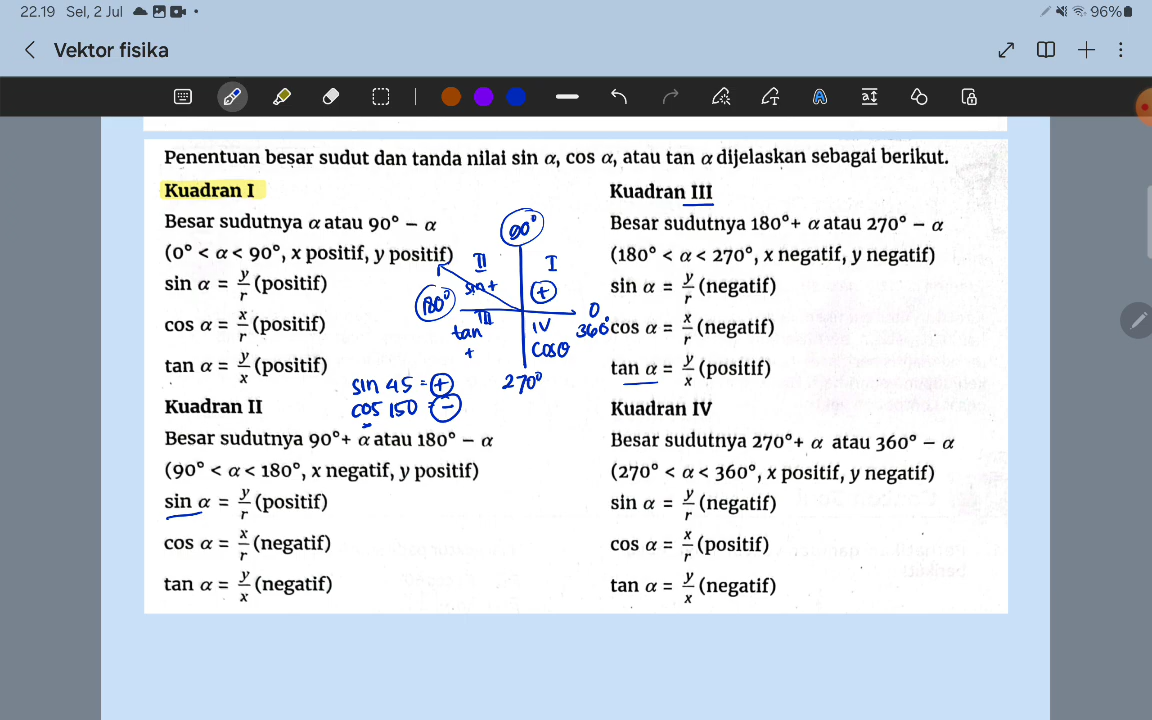 22.19 Sel, 2 Jul
96%
Vektor fisika
Penentuan besar sudut dan tanda nilai sin α, cos α, atau tan α dijelaskan sebagai berikut.
Kuadran I
Besar sudutnya α atau 90° − α
(0° < α < 90°, x positif, y positif)
sin α = y/r (positif)
cos α = x/r (positif)
tan α = y/x (positif)
Kuadran II
Besar sudutnya 90°+ α atau 180° − α
(90° < α < 180°, x negatif, y positif)
sin α = y/r (positif)
cos α = x/r (negatif)
tan α = y/x (negatif)
90°
II
I
sin +
+
180°
0
360°
III
IV
tan
cosθ
+
270°
sin 45 = +
cos 150 = −
Kuadran III
Besar sudutnya 180°+ α atau 270° − α
(180° < α < 270°, x negatif, y negatif)
sin α = y/r (negatif)
cos α = x/r (negatif)
tan α = y/x (positif)
Kuadran IV
Besar sudutnya 270°+ α atau 360° − α
(270° < α < 360°, x positif, y negatif)
sin α = y/r (negatif)
cos α = x/r (positif)
tan α = y/x (negatif)